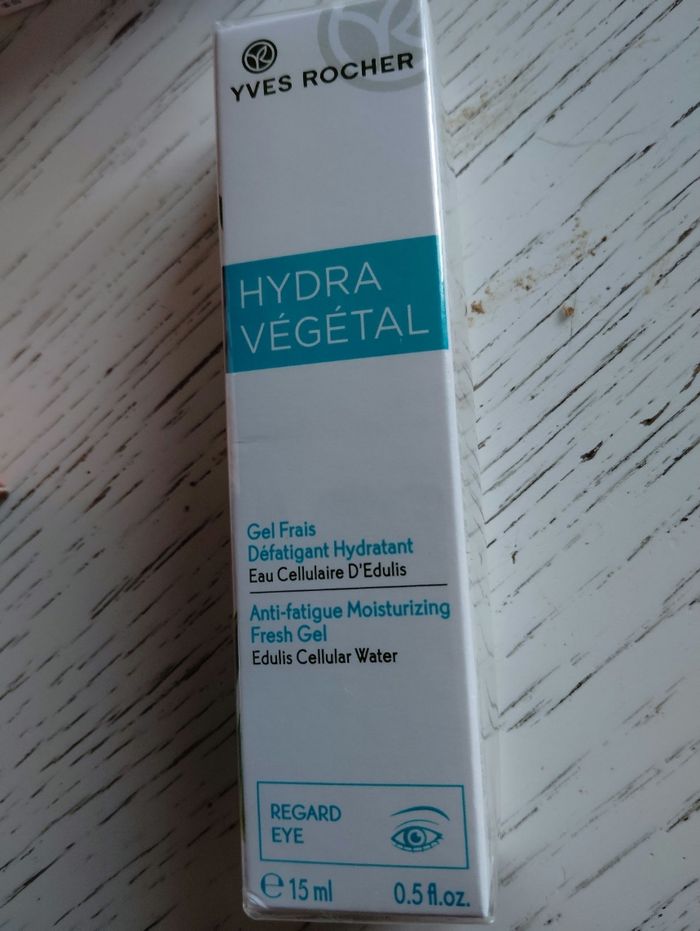 YVES ROCHER
HYDRA
VÉGÉTAL
Gel Frais
Défatigant Hydratant
Eau Cellulaire D'Edulis
Anti-fatigue Moisturizing
Fresh Gel
Edulis Cellular Water
REGARD
EYE
℮ 15 ml 0.5 fl.oz.